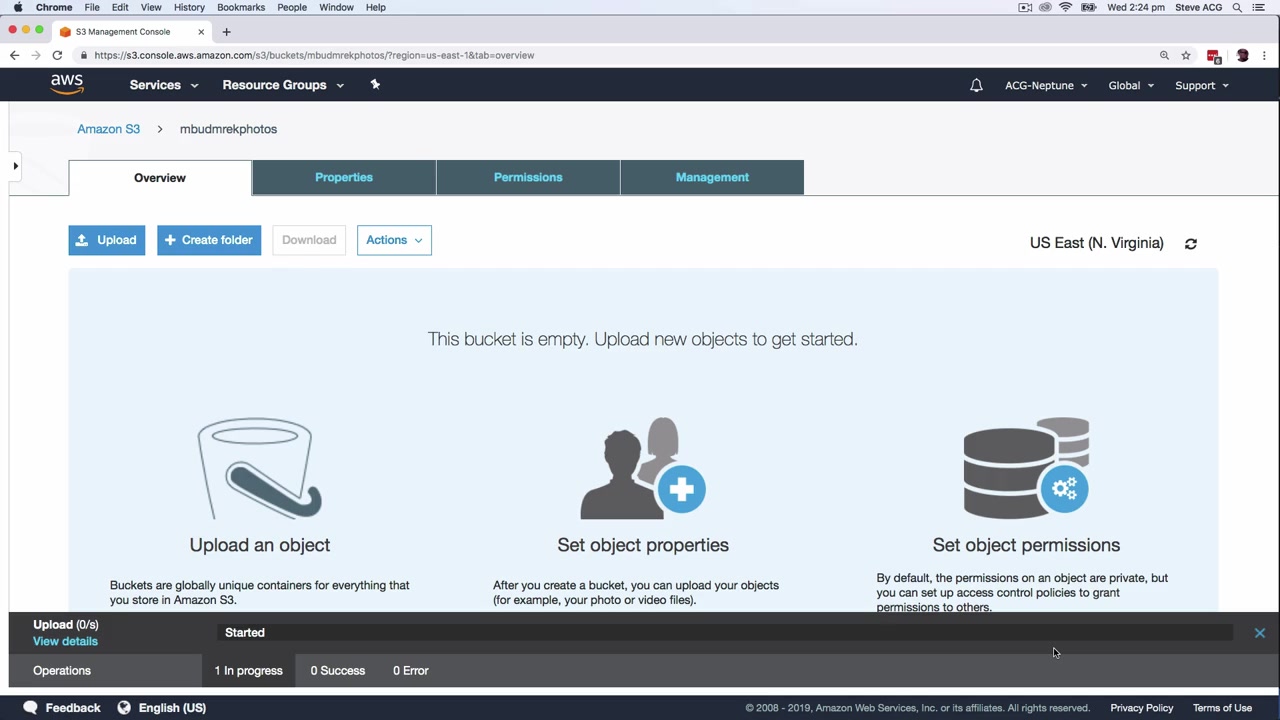 Chrome File Edit View History Bookmarks People Window Help Wed 2:24 pm Steve ACG
S3 Management Console
https://s3.console.aws.amazon.com/s3/buckets/mbudmrekphotos/?region=us-east-1&tab=overview
aws Services Resource Groups ACG-Neptune Global Support
Amazon S3 > mbudmrekphotos
Overview Properties Permissions Management
Upload Create folder Download Actions US East (N. Virginia)
This bucket is empty. Upload new objects to get started.
Upload an object
Buckets are globally unique containers for everything that
you store in Amazon S3.
Set object properties
After you create a bucket, you can upload your objects
(for example, your photo or video files).
Set object permissions
By default, the permissions on an object are private, but
you can set up access control policies to grant
permissions to others.
Upload (0/s)
View details
Started
Operations 1 In progress 0 Success 0 Error
Feedback English (US) © 2008 - 2019, Amazon Web Services, Inc. or its affiliates. All rights reserved. Privacy Policy Terms of Use